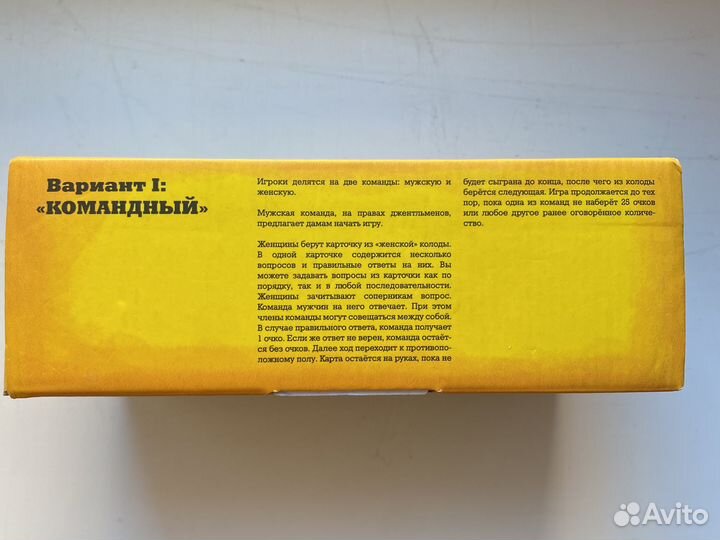 Вариант I:
«КОМАНДНЫЙ»
Игроки делятся на две команды: мужскую и
женскую.
Мужская команда, на правах джентльменов,
предлагает дамам начать игру.
Женщины берут карточку из «женской» колоды.
В одной карточке содержится несколько
вопросов и правильные ответы на них. Вы
можете задавать вопросы из карточки как по
порядку, так и в любой последовательности.
Женщины зачитывают соперникам вопрос.
Команда мужчин на него отвечает. При этом
члены команды могут совещаться между собой.
В случае правильного ответа, команда получает
1 очко. Если же ответ не верен, команда остаёт-
ся без очков. Далее ход переходит к противопо-
ложному полу. Карта остаётся на руках, пока не
будет сыграна до конца, после чего из колоды
берётся следующая. Игра продолжается до тех
пор, пока одна из команд не наберёт 25 очков
или любое другое ранее оговорённое количе-
ство.
Avito